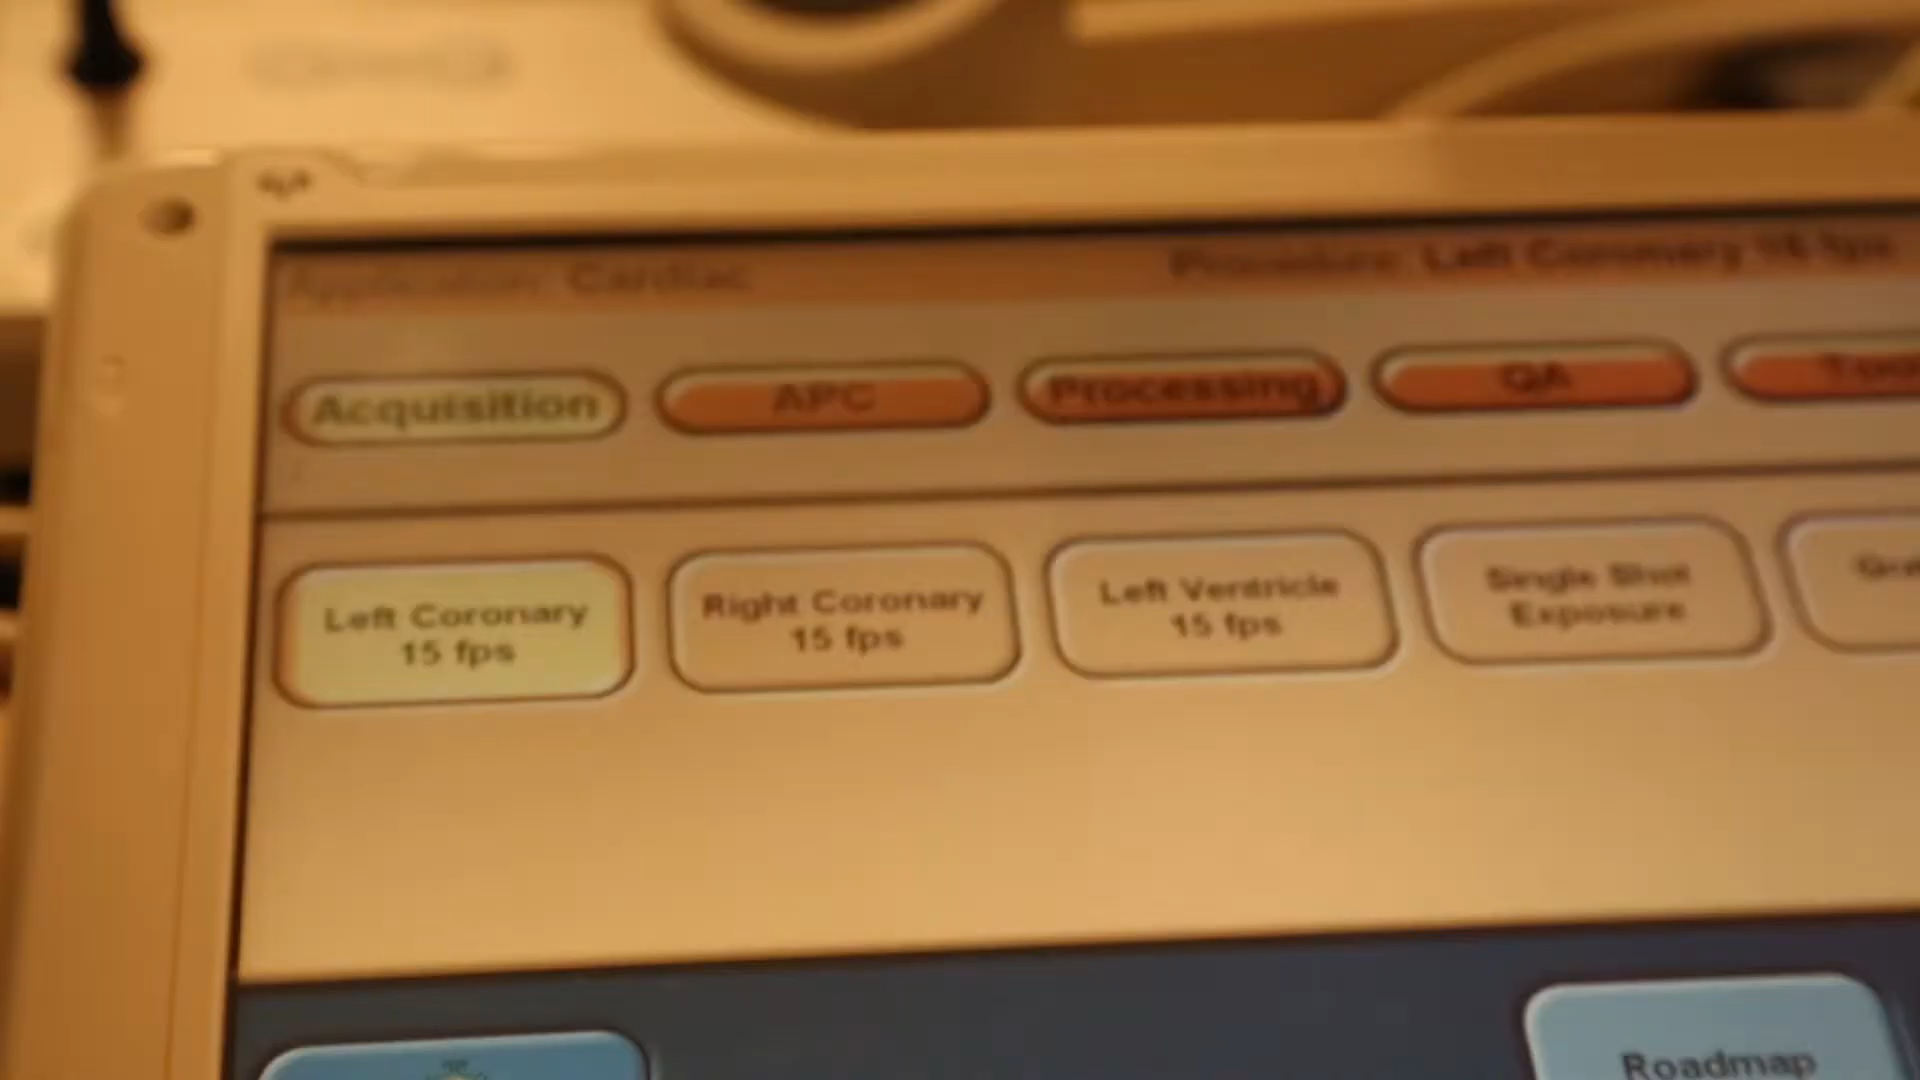 Application: Cardiac
Procedure: Left Coronary 15 fps
Acquisition
APC
Processing
QA
Left Coronary
15 fps
Right Coronary
15 fps
Left Ventricle
15 fps
Single Shot
Exposure
Roadmap